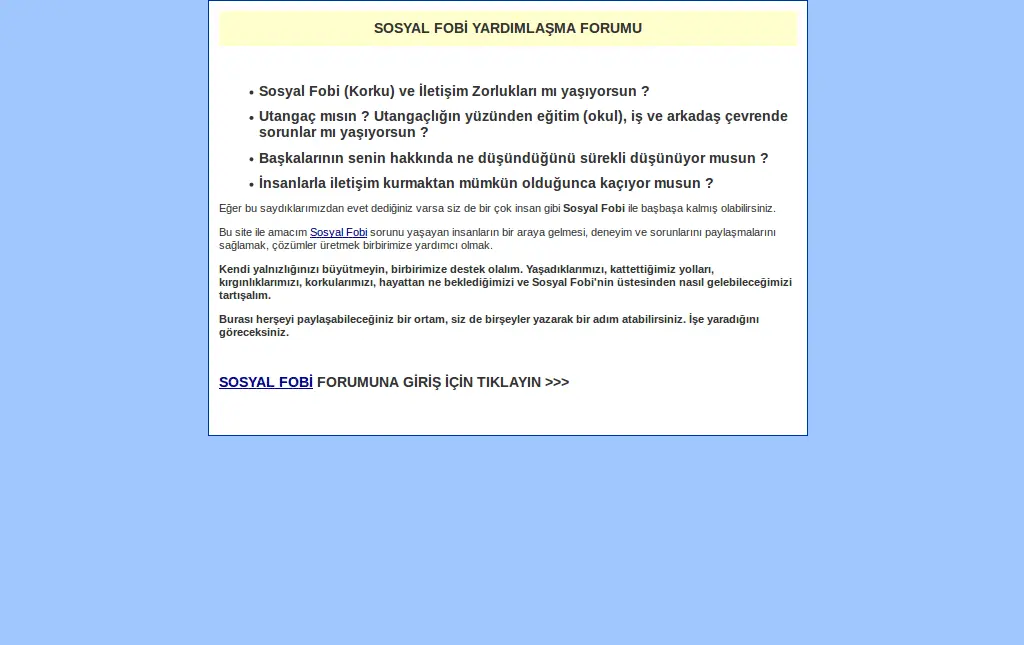 SOSYAL FOBİ YARDIMLAŞMA FORUMU
• Sosyal Fobi (Korku) ve İletişim Zorlukları mı yaşıyorsun ?
• Utangaç mısın ? Utangaçlığın yüzünden eğitim (okul), iş ve arkadaş çevrende
sorunlar mı yaşıyorsun ?
• Başkalarının senin hakkında ne düşündüğünü sürekli düşünüyor musun ?
• İnsanlarla iletişim kurmaktan mümkün olduğunca kaçıyor musun ?
Eğer bu saydıklarımızdan evet dediğiniz varsa siz de bir çok insan gibi Sosyal Fobi ile başbaşa kalmış olabilirsiniz.
Bu site ile amacım Sosyal Fobi sorunu yaşayan insanların bir araya gelmesi, deneyim ve sorunlarını paylaşmalarını
sağlamak, çözümler üretmek birbirimize yardımcı olmak.
Kendi yalnızlığınızı büyütmeyin, birbirimize destek olalım. Yaşadıklarımızı, kattettiğimiz yolları,
kırgınlıklarımızı, korkularımızı, hayattan ne beklediğimizi ve Sosyal Fobi'nin üstesinden nasıl gelebileceğimizi
tartışalım.
Burası herşeyi paylaşabileceğiniz bir ortam, siz de birşeyler yazarak bir adım atabilirsiniz. İşe yaradığını
göreceksiniz.
SOSYAL FOBİ FORUMUNA GİRİŞ İÇİN TIKLAYIN >>>